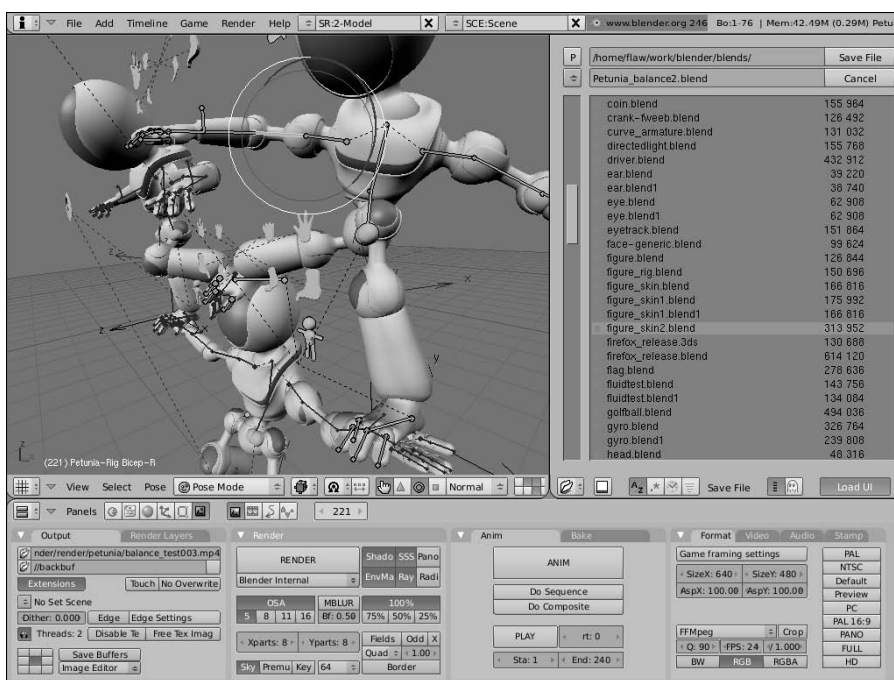 File Add Timeline Game Render Help SR:2-Model X SCE:Scene X www.blender.org 246 Bo:1-76 | Mem:42.49M (0.29M) Petu
P /home/flaw/work/blender/blends/ Save File
Petunia_balance2.blend Cancel
coin.blend 155 964
crank-fweeb.blend 126 492
curve_armature.blend 131 032
directedlight.blend 155 768
driver.blend 432 912
ear.blend 39 220
ear.blend1 38 740
eye.blend 62 908
eye.blend1 62 908
eyetrack.blend 151 864
face-generic.blend 99 624
figure.blend 126 844
figure_rig.blend 150 696
figure_skin.blend 166 816
figure_skin1.blend 175 992
figure_skin1.blend1 166 816
figure_skin2.blend 313 952
firefox_release.3ds 130 688
firefox_release.blend 614 120
flag.blend 278 636
fluidtest.blend 143 756
fluidtest.blend1 134 084
golfball.blend 494 036
gyro.blend 326 764
gyro.blend1 239 808
head.blend 48 316
z
x
z
x
y
z
(221) Petunia-Rig Bicep-R
View Select Pose Pose Mode Normal
Save File Load UI
Panels 221
Output Render Layers
nder/render/petunia/balance_test003.mp4
//backbuf
Extensions Touch No Overwrite
No Set Scene
Dither: 0.000 Edge Edge Settings
Threads: 2 Disable Te Free Tex Imag
Save Buffers
Image Editor
Render
RENDER Shado SSS Pano
Blender Internal EnvMa Ray Radi
OSA MBLUR 100%
5 8 11 16 Bf: 0.50 75% 50% 25%
Xparts: 8 Yparts: 8 Fields Odd X
Quad 1.00
Sky Premu Key 64 Border
Anim Bake
ANIM
Do Sequence
Do Composite
PLAY rt: 0
Sta: 1 End: 240
Format Video Audio Stamp
Game framing settings
SizeX: 640 SizeY: 480
AspX: 100.00 AspY: 100.00
FFMpeg Crop
Q: 90 FPS: 24 / 1.000
BW RGB RGBA
PAL
NTSC
Default
Preview
PC
PAL 16:9
PANO
FULL
HD